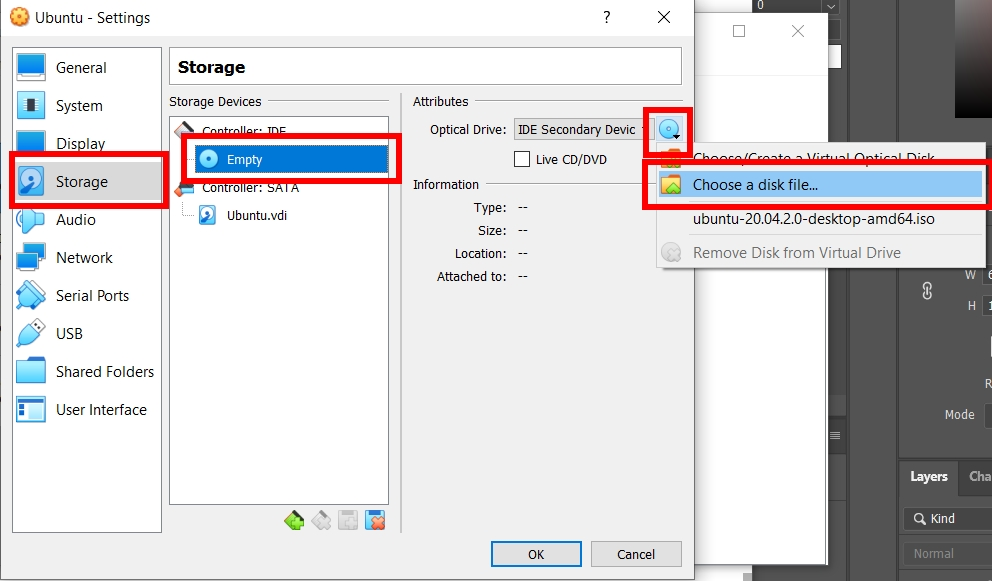 Ubuntu - Settings
?
General
System
Display
Storage
Audio
Network
Serial Ports
USB
Shared Folders
User Interface
Storage
Storage Devices
Controller: IDE
Empty
Controller: SATA
Ubuntu.vdi
Attributes
Optical Drive: IDE Secondary Devic
Live CD/DVD
Information
Type: --
Size: --
Location: --
Attached to: --
Choose/Create a Virtual Optical Disk
Choose a disk file...
ubuntu-20.04.2.0-desktop-amd64.iso
Remove Disk from Virtual Drive
OK
Cancel
0
W
H
Mode
Layers
Kind
Normal